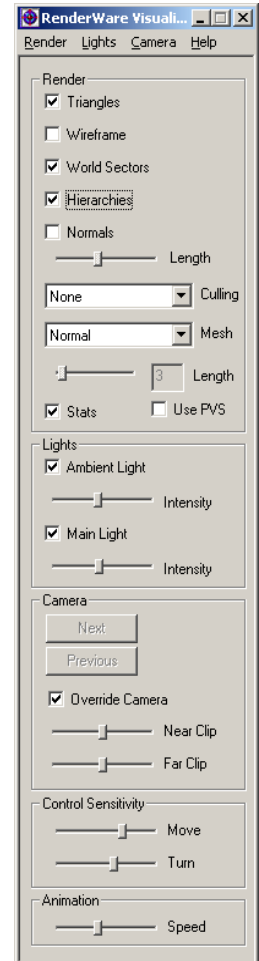 RenderWare Visuali...
Render Lights Camera Help
Render
Triangles
Wireframe
World Sectors
Hierarchies
Normals
Length
None Culling
Normal Mesh
3 Length
Stats Use PVS
Lights
Ambient Light
Intensity
Main Light
Intensity
Camera
Next
Previous
Override Camera
Near Clip
Far Clip
Control Sensitivity
Move
Turn
Animation
Speed